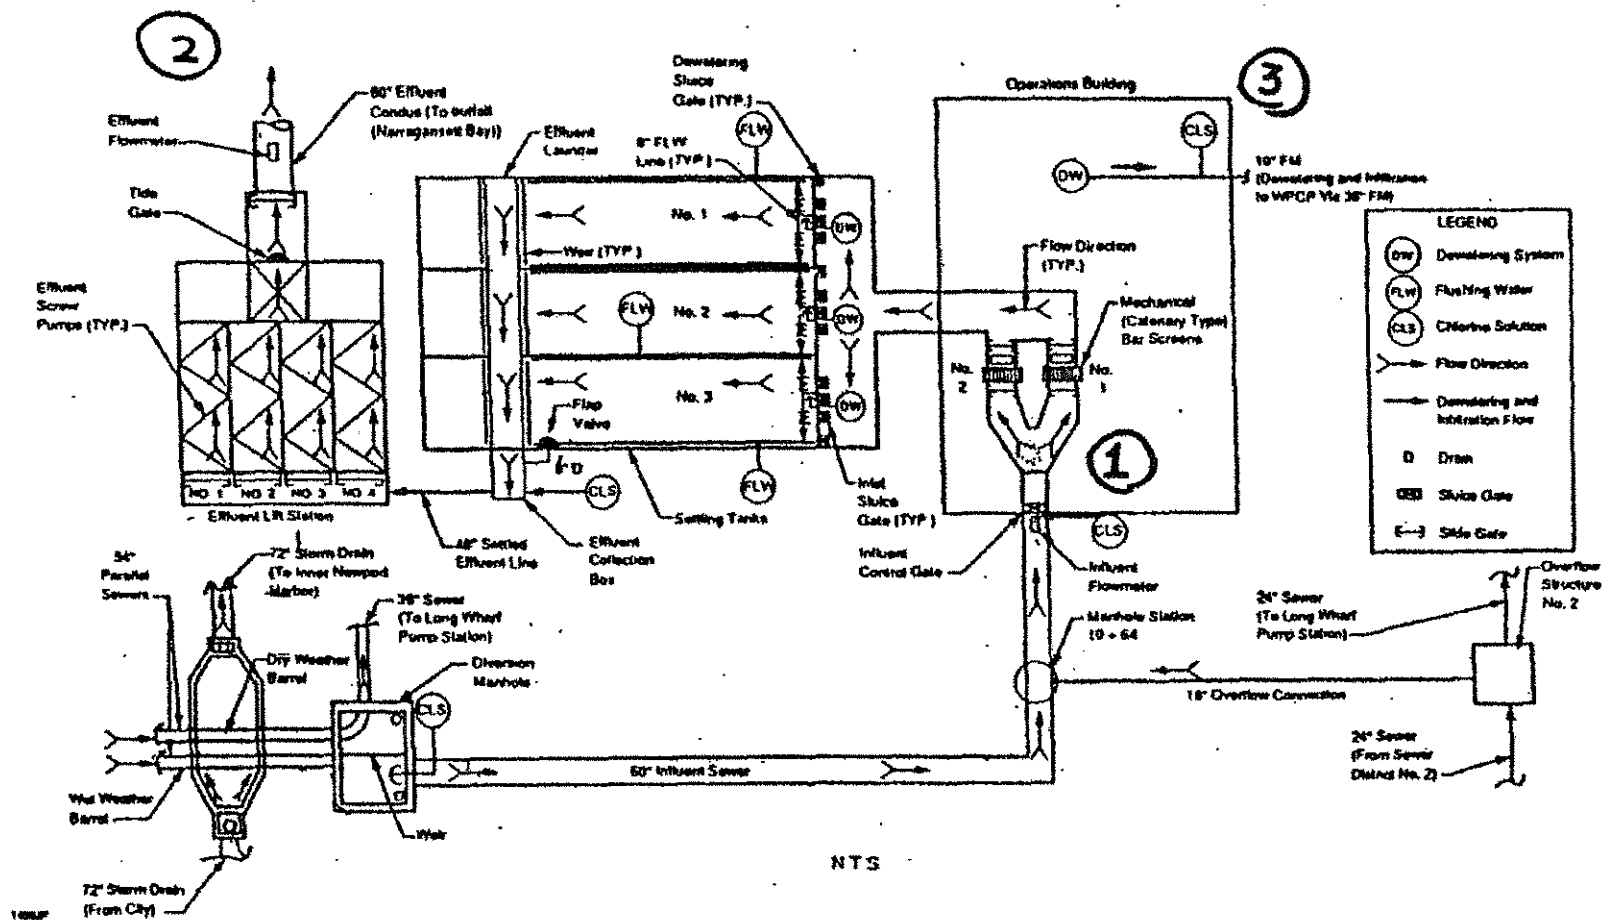 2
3
Operations Building
Dewatering
Sluice
Gate (TYP.)
60" Effluent
Conduit (To outfall
(Narragansett Bay))
Effluent
Flowmeter
Effluent
Launder
8" FLW
Line (TYP.)
FLW
CLS
DW
10" FM
(Dewatering and Infiltration
to WPCP Via 36" FM)
Tide
Gate
No. 1
DW
Weir (TYP.)
Flow Direction
(TYP.)
LEGEND
DW Dewatering System
FLW Flushing Water
CLS Chlorine Solution
Flow Direction
Dewatering and
Infiltration Flow
D Drain
Sluice Gate
Slide Gate
Effluent
Screw
Pumps (TYP.)
FLW
No. 2
DW
Mechanical
(Catenary Type)
Bar Screens
No.
2
No.
1
No. 3
DW
Flap
Valve
D
1
NO 1 NO 2 NO 3 NO 4
Effluent Lift Station
CLS
FLW
Settling Tanks
Inlet
Sluice
Gate (TYP.)
48" Settled
Effluent Line
Effluent
Collection
Box
Influent
Control Gate
CLS
Influent
Flowmeter
54"
Parallel
Sewers
72" Storm Drain
(To Inner Newport
Harbor)
36" Sewer
(To Long Wharf
Pump Station)
Manhole Station
10 + 64
24" Sewer
(To Long Wharf
Pump Station)
Overflow
Structure
No. 2
Dry Weather
Barrel
Diversion
Manhole
CLS
18" Overflow Connection
60" Influent Sewer
24" Sewer
(From Sewer
District No. 2)
Wet Weather
Barrel
Weir
72" Storm Drain
(From City)
NTS